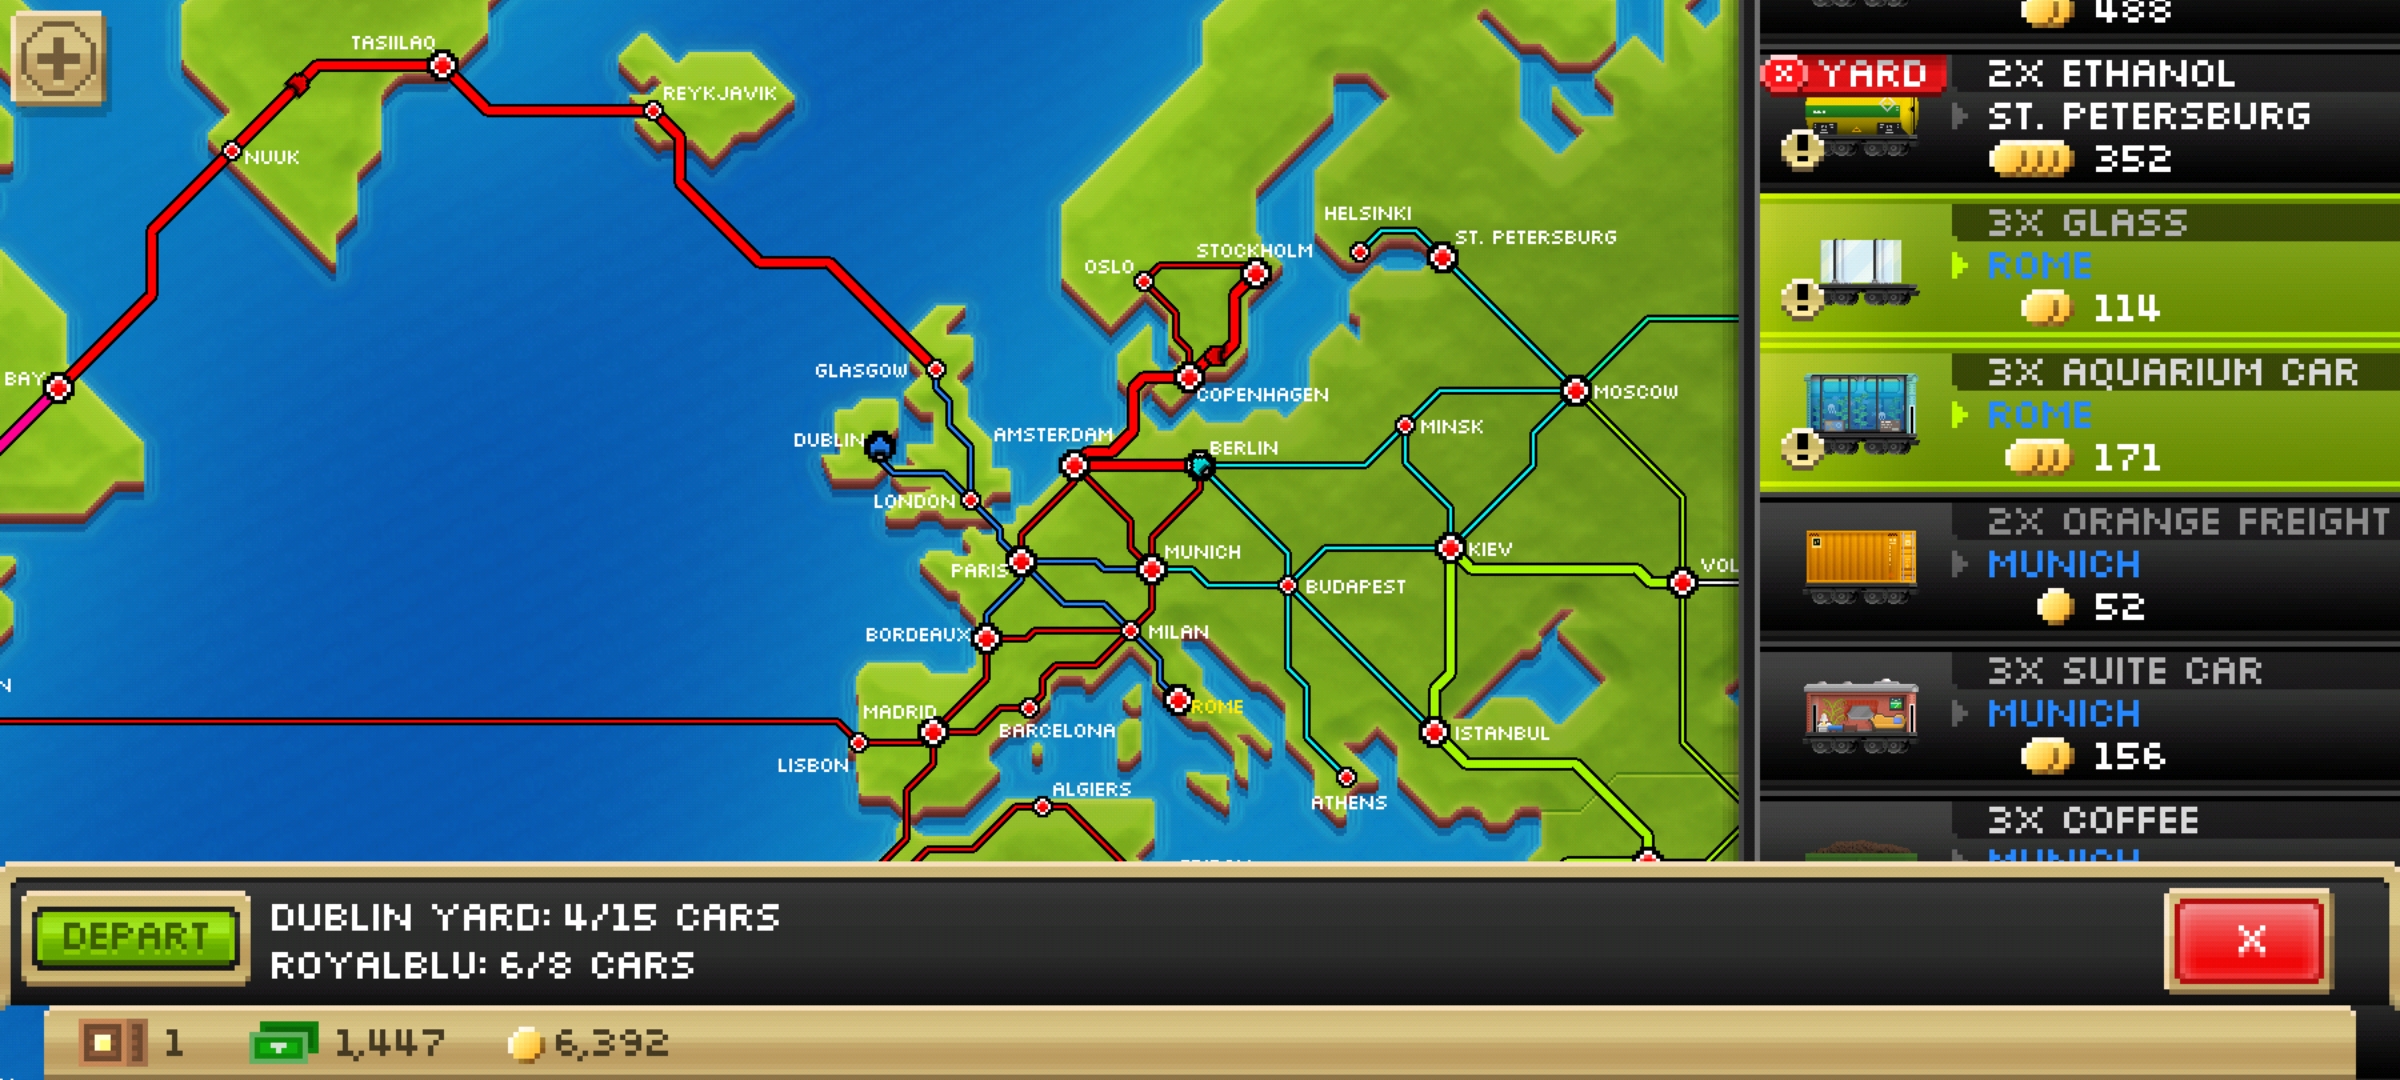 TASIILAQ
REYKJAVIK
NUUK
BAY
HELSINKI
ST. PETERSBURG
STOCKHOLM
OSLO
GLASGOW
COPENHAGEN
MOSCOW
MINSK
AMSTERDAM
DUBLIN
BERLIN
LONDON
MUNICH
KIEV
PARIS
VOL
BUDAPEST
BORDEAUX
MILAN
N
MADRID
ROME
BARCELONA
ISTANBUL
LISBON
ALGIERS
ATHENS
488
YARD
2X ETHANOL
ST. PETERSBURG
352
3X GLASS
ROME
114
3X AQUARIUM CAR
ROME
171
2X ORANGE FREIGHT
MUNICH
52
3X SUITE CAR
MUNICH
156
3X COFFEE
MUNICH
DEPART
DUBLIN YARD: 4/15 CARS
ROYALBLU: 6/8 CARS
X
1
1,447
6,392